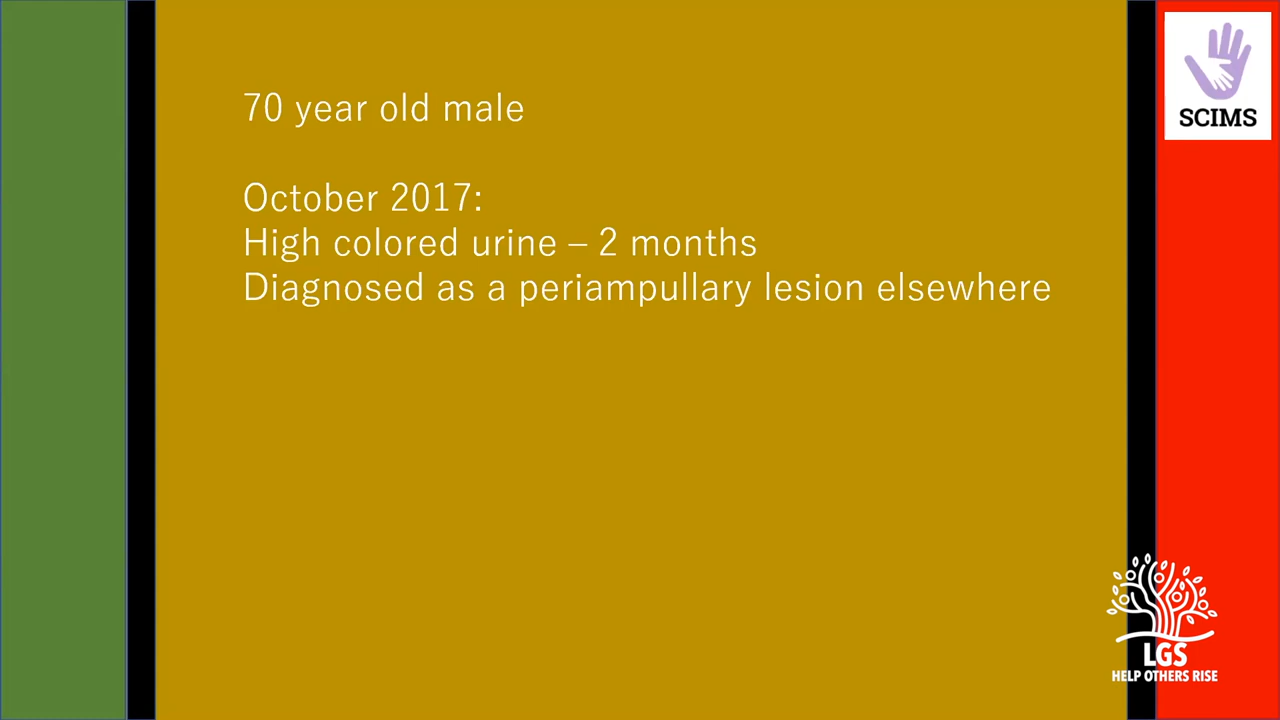 70 year old male
October 2017:
High colored urine – 2 months
Diagnosed as a periampullary lesion elsewhere
SCIMS
LGS
HELP OTHERS RISE